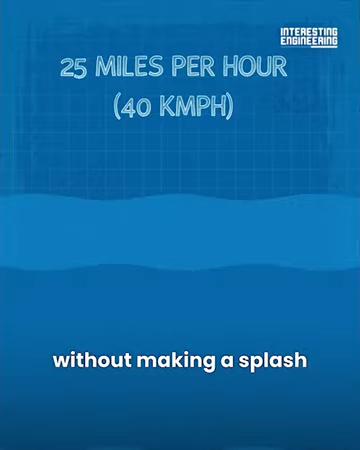 INTERESTING
ENGINEERING
25 MILES PER HOUR
(40 KMPH)
without making a splash